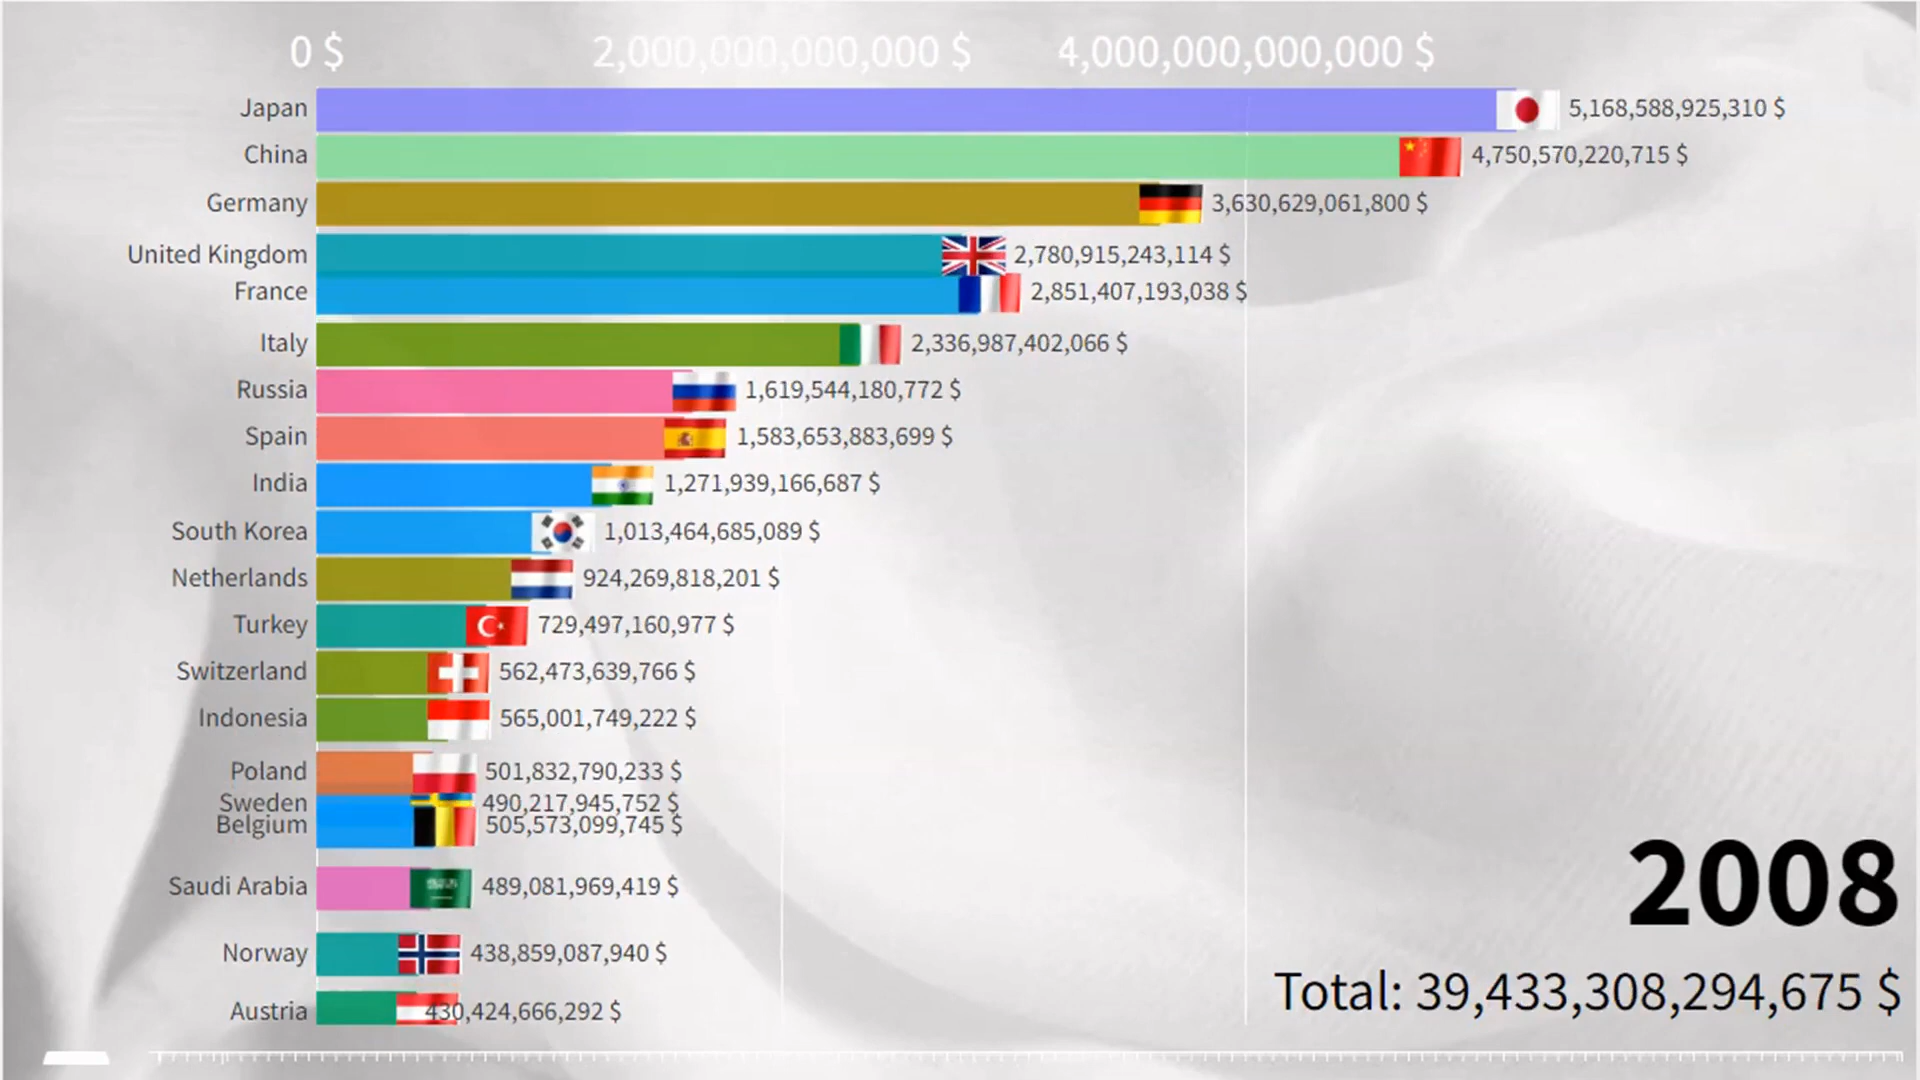 0 $ 2,000,000,000,000 $ 4,000,000,000,000 $
Japan 5,168,588,925,310 $
China 4,750,570,220,715 $
Germany 3,630,629,061,800 $
United Kingdom 2,780,915,243,114 $
France 2,851,407,193,038 $
Italy 2,336,987,402,066 $
Russia 1,619,544,180,772 $
Spain 1,583,653,883,699 $
India 1,271,939,166,687 $
South Korea 1,013,464,685,089 $
Netherlands 924,269,818,201 $
Turkey 729,497,160,977 $
Switzerland 562,473,639,766 $
Indonesia 565,001,749,222 $
Poland 501,832,790,233 $
Sweden 490,217,945,752 $
Belgium 505,573,099,745 $
Saudi Arabia 489,081,969,419 $
Norway 438,859,087,940 $
Austria 430,424,666,292 $
2008
Total: 39,433,308,294,675 $